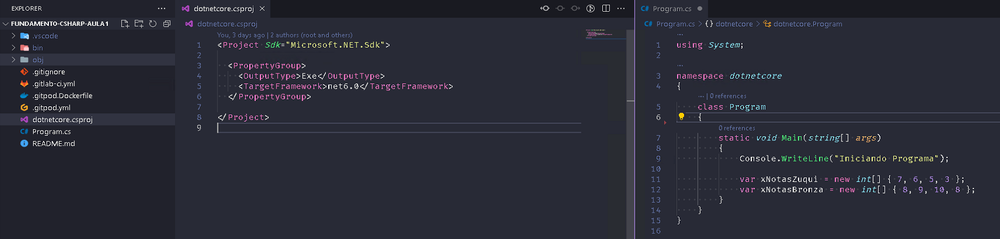 EXPLORER
FUNDAMENTO-CSHARP-AULA1
.vscode
bin
obj
.gitignore
.gitlab-ci.yml
.gitpod.Dockerfile
.gitpod.yml
dotnetcore.csproj
Program.cs
README.md
dotnetcore.csproj
dotnetcore.csproj
You, 3 days ago | 2 authors (root and others)
1 <Project Sdk="Microsoft.NET.Sdk">
2
3 <PropertyGroup>
4 <OutputType>Exe</OutputType>
5 <TargetFramework>net6.0</TargetFramework>
6 </PropertyGroup>
7
8 </Project>
9
C# Program.cs
C# Program.cs > {} dotnetcore > dotnetcore.Program
1 using System;
2
3 namespace dotnetcore
4 {
... | 0 references
5 class Program
6 {
0 references
7 static void Main(string[] args)
8 {
9 Console.WriteLine("Iniciando Programa");
10
11 var xNotasZuqui = new int[] { 7, 6, 5, 3 };
12 var xNotasBronza = new int[] { 8, 9, 10, 8 };
13 }
14 }
15 }
16